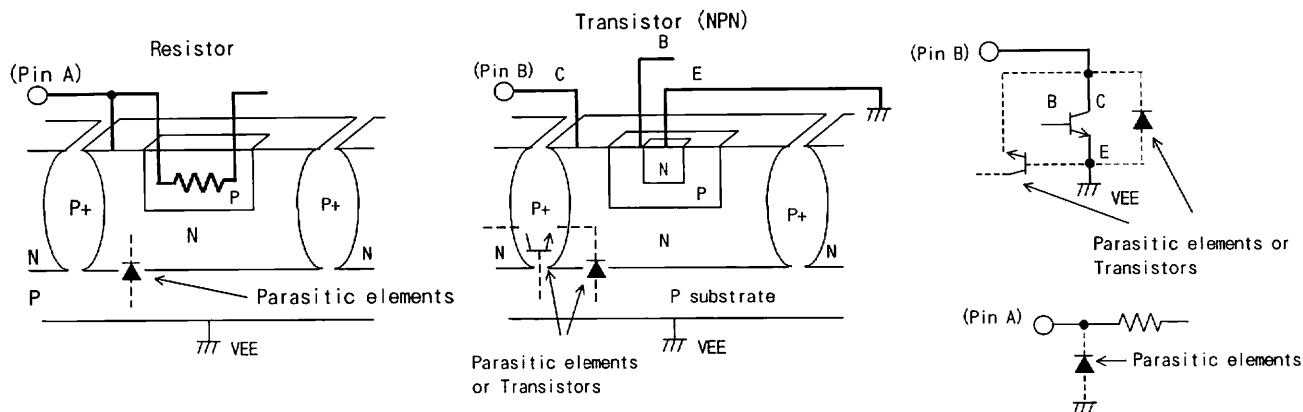 Resistor
(Pin A)
P
P+
P+
N
N
N
P
Parasitic elements
VEE
Transistor (NPN)
B
(Pin B)
C
E
N
P
P+
P+
N
N
N
P substrate
VEE
Parasitic elements
or Transistors
(Pin B)
B
C
E
VEE
Parasitic elements or
Transistors
(Pin A)
Parasitic elements